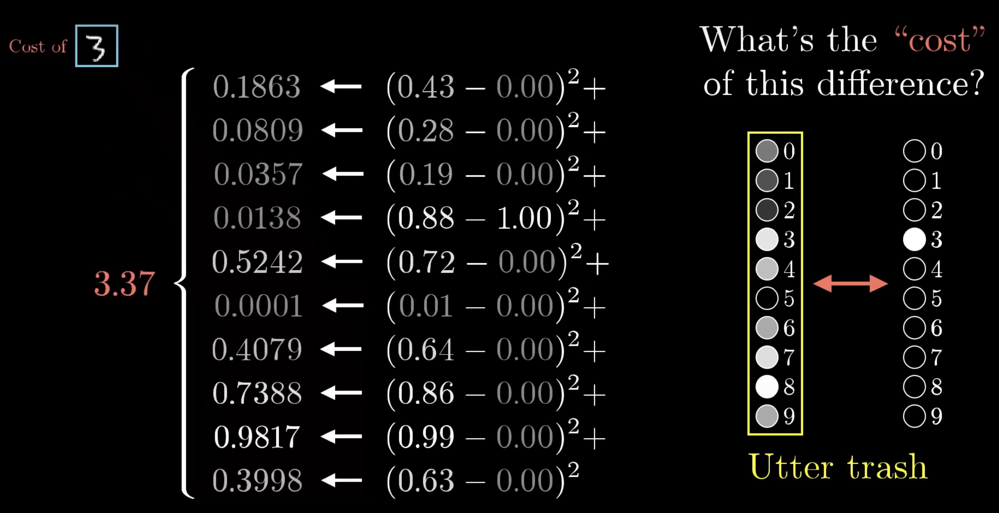 Cost of 3
What's the “cost”
of this difference?
0.1863 ← (0.43 − 0.00)² +
0.0809 ← (0.28 − 0.00)² +
0.0357 ← (0.19 − 0.00)² +
0.0138 ← (0.88 − 1.00)² +
0.5242 ← (0.72 − 0.00)² +
0.0001 ← (0.01 − 0.00)² +
0.4079 ← (0.64 − 0.00)² +
0.7388 ← (0.86 − 0.00)² +
0.9817 ← (0.99 − 0.00)² +
0.3998 ← (0.63 − 0.00)²
3.37
0 0
1 1
2 2
3 3
4 4
5 5
6 6
7 7
8 8
9 9
Utter trash